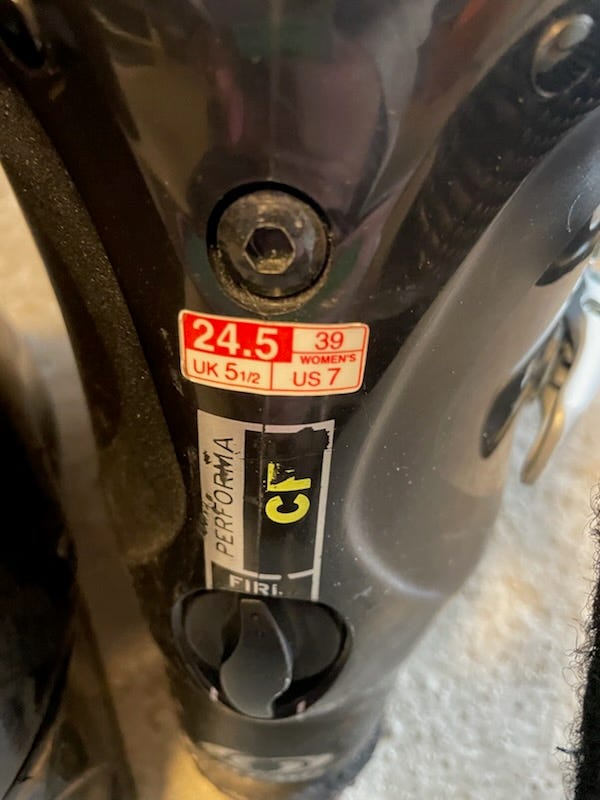 24.5 39
WOMEN'S
UK 5 1/2 US 7
PERFORMA
CF